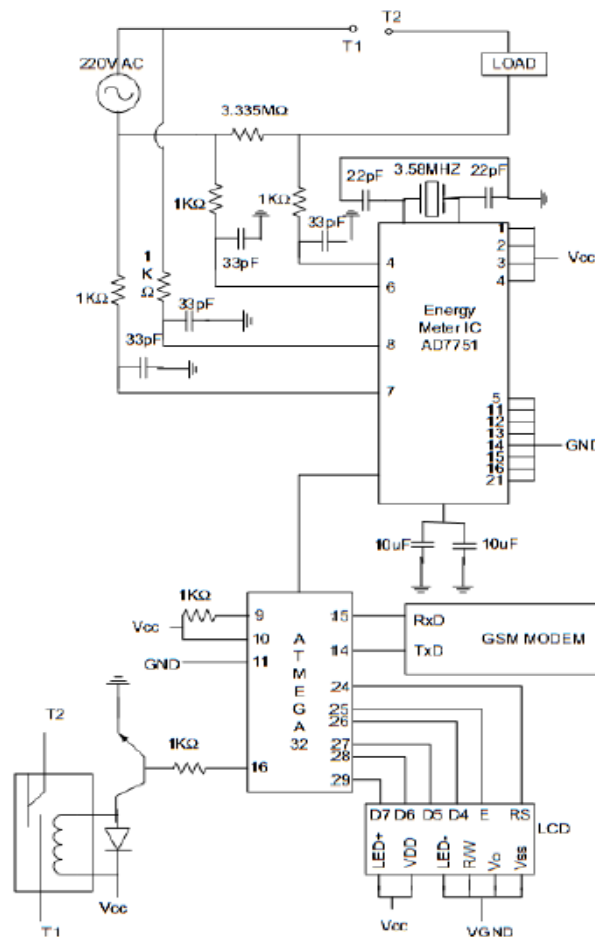 T2
T1
220V AC
LOAD
3.335MΩ
3.58MHZ
22pF
22pF
1KΩ
1KΩ
33pF
33pF
1
2
3
4
Vcc
4
6
Energy
Meter IC
AD7751
1KΩ
1
K
Ω
33pF
33pF
8
7
5
11
12
13
14
15
16
21
GND
10uF
10uF
1KΩ
Vcc
9
10
GND
11
ATMEGA
32
15
14
RxD
TxD
GSM MODEM
24
25
26
27
28
29
T2
1KΩ
16
T1
Vcc
D7 D6 D5 D4 E RS
LCD
LED+ VDD LED- R/W Vo Vss
Vcc
VGND